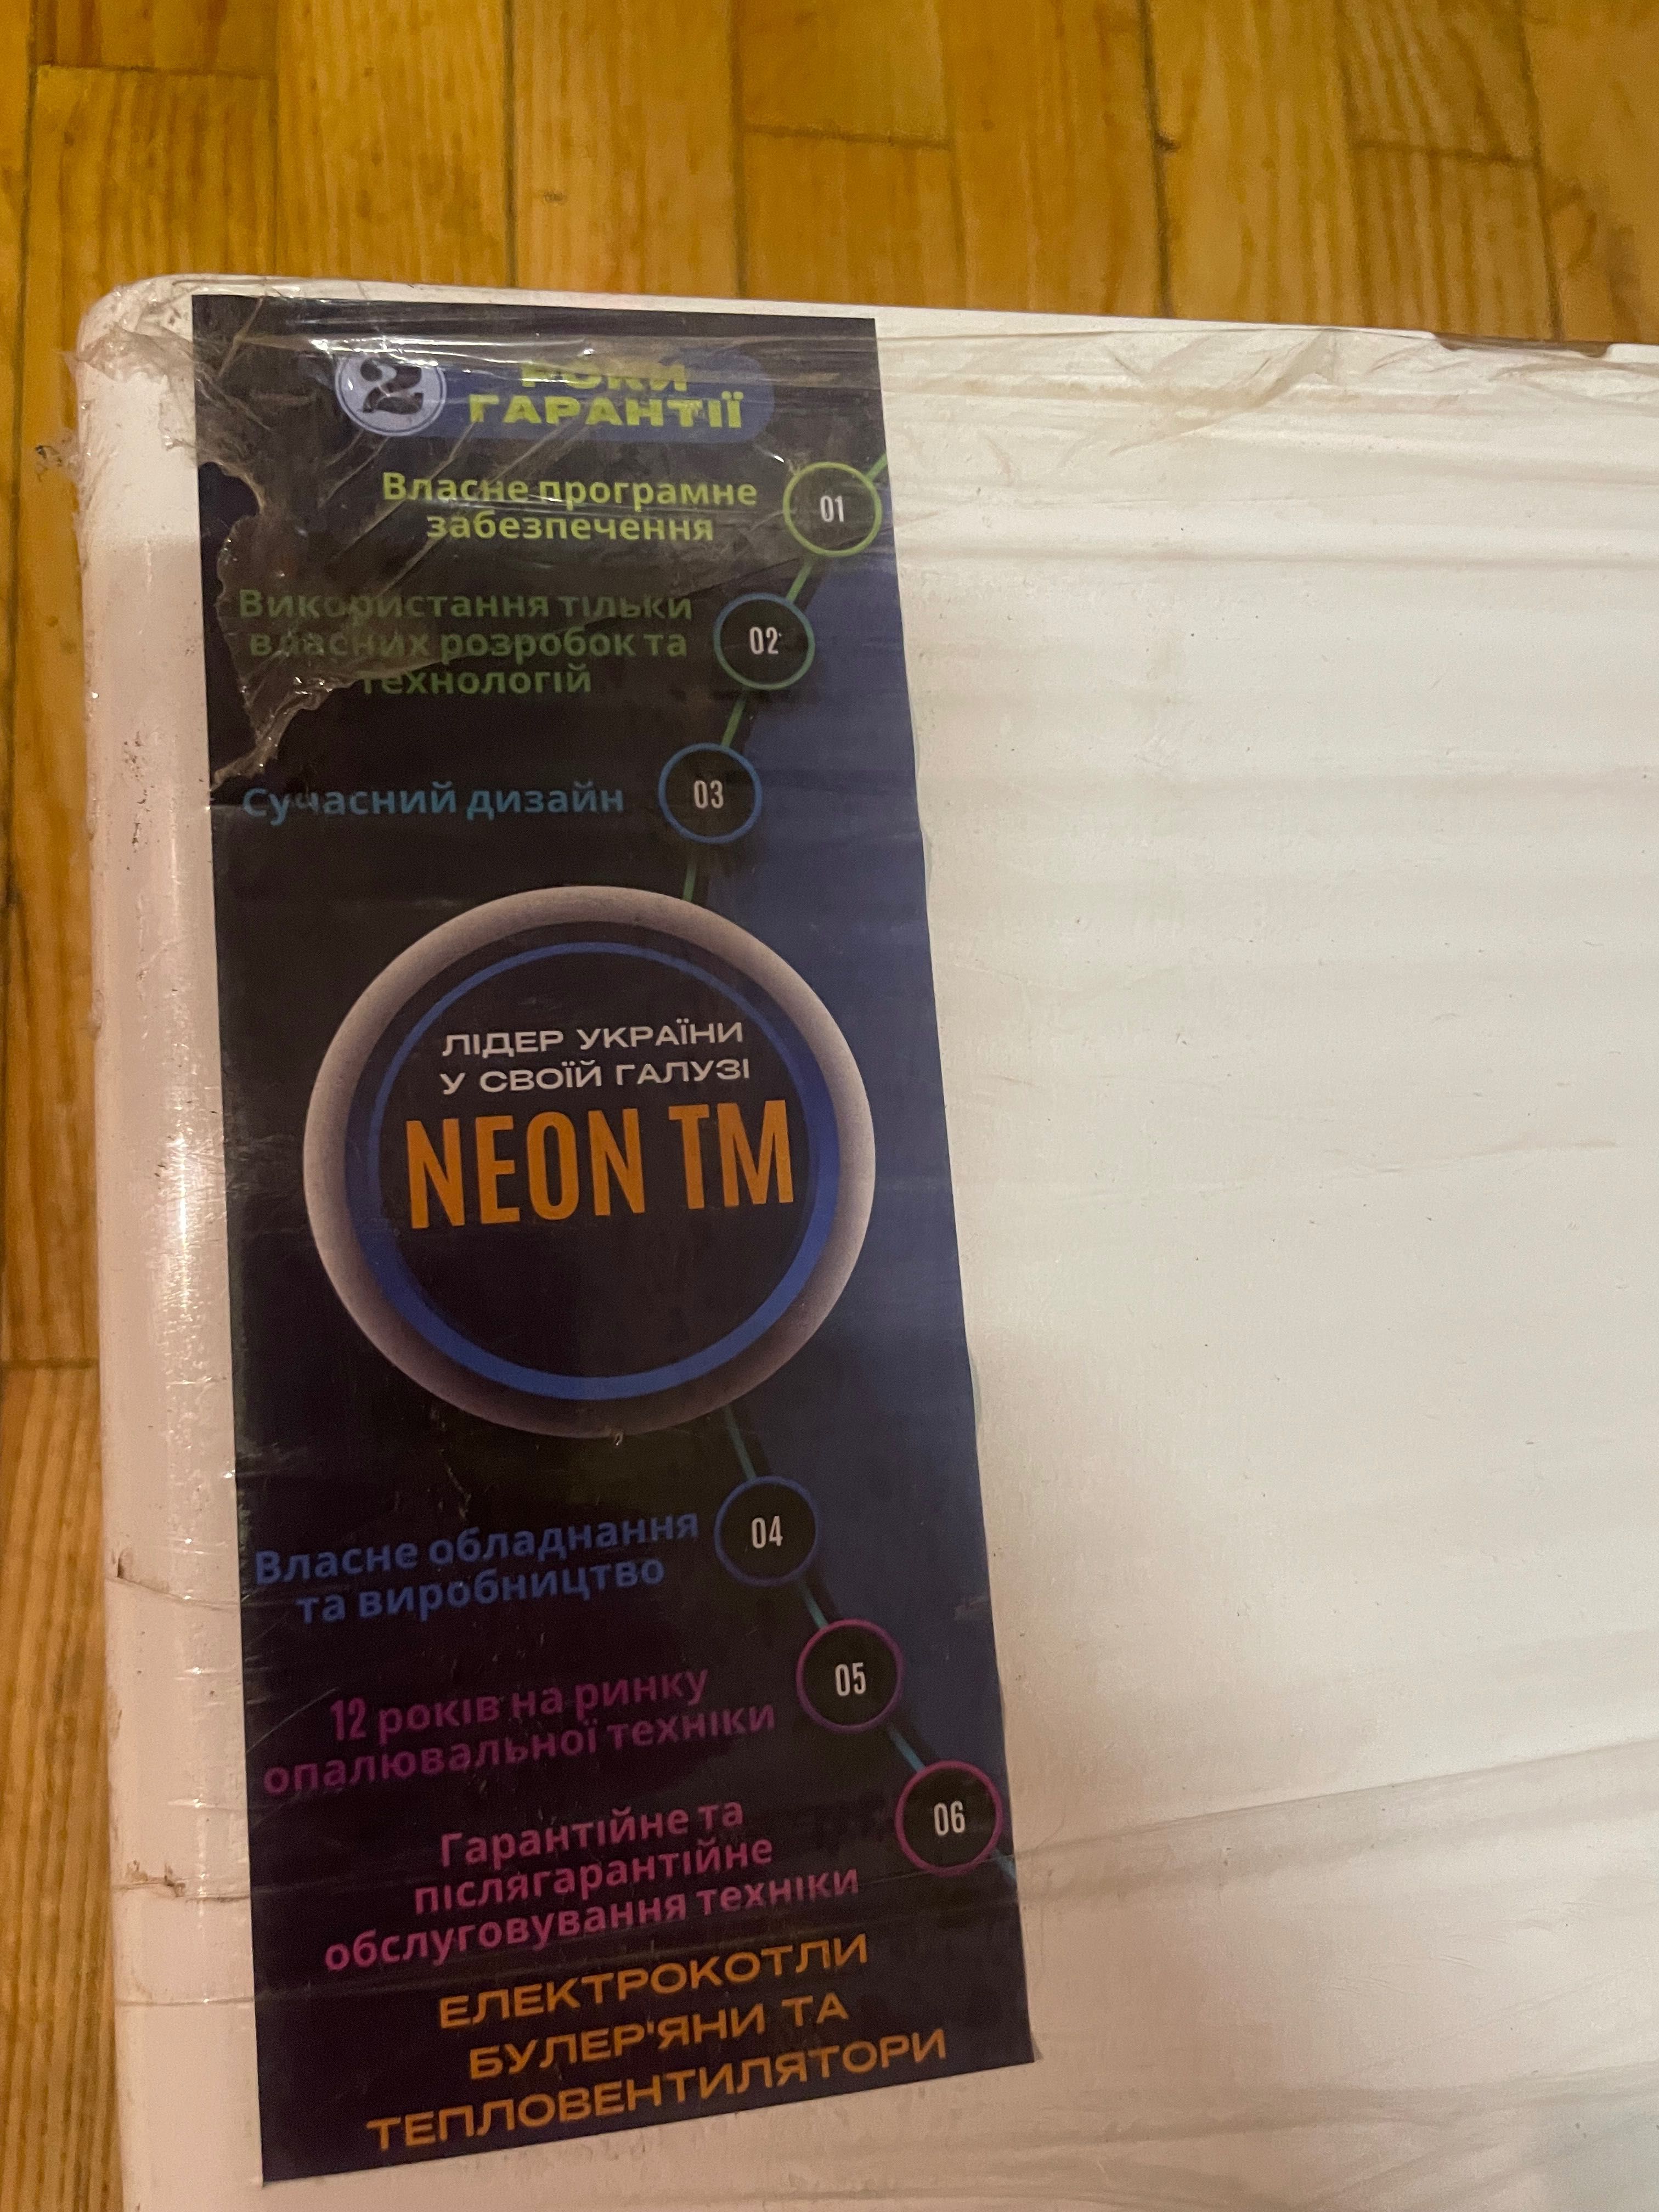 2 РОКИ
ГАРАНТІЇ
Власне програмне
забезпечення
01
Використання тільки
власних розробок та
технологій
02
Сучасний дизайн
03
ЛІДЕР УКРАЇНИ
У СВОЇЙ ГАЛУЗІ
NEON TM
Власне обладнання
та виробництво
04
12 років на ринку
опалювальної техніки
05
Гарантійне та
післягарантійне
обслуговування техніки
06
ЕЛЕКТРОКОТЛИ
БУЛЕР'ЯНИ ТА
ТЕПЛОВЕНТИЛЯТОРИ